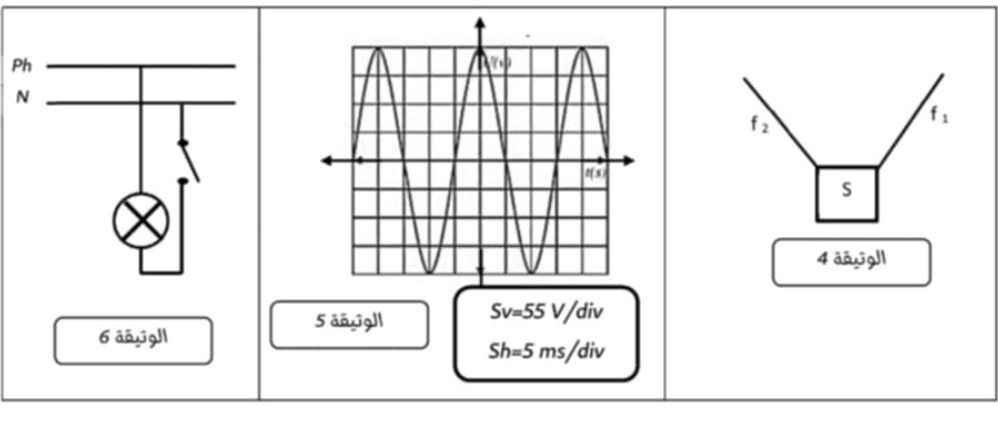 Ph
N
الوثيقة 6
U(v)
t(s)
الوثيقة 5
Sv=55 V/div
Sh=5 ms/div
f 2
f 1
S
الوثيقة 4